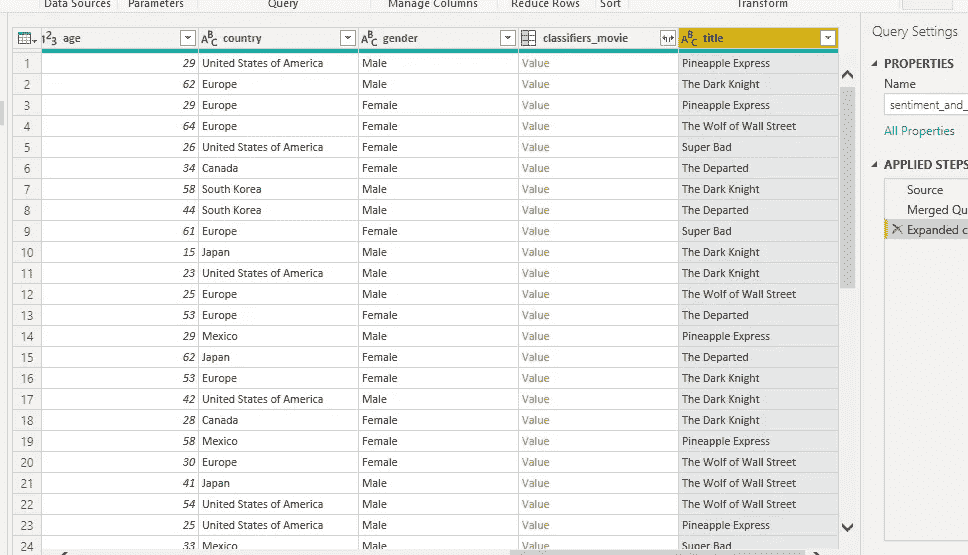 Data Sources Parameters Query Manage Columns Reduce Rows Sort Transform
1²3 age ABC country ABC gender classifiers_movie ABC title
1 29 United States of America Male Value Pineapple Express
2 62 Europe Male Value The Dark Knight
3 29 Europe Female Value Pineapple Express
4 64 Europe Female Value The Wolf of Wall Street
5 26 United States of America Female Value Super Bad
6 34 Canada Female Value The Departed
7 58 South Korea Male Value The Dark Knight
8 44 South Korea Male Value The Departed
9 61 Europe Female Value Super Bad
10 15 Japan Male Value The Dark Knight
11 23 United States of America Male Value The Dark Knight
12 25 Europe Male Value The Wolf of Wall Street
13 53 Europe Female Value The Departed
14 29 Mexico Male Value Pineapple Express
15 62 Japan Female Value The Departed
16 53 Europe Female Value The Dark Knight
17 42 United States of America Male Value The Dark Knight
18 28 Canada Female Value The Dark Knight
19 58 Mexico Female Value Pineapple Express
20 30 Europe Female Value The Wolf of Wall Street
21 41 Japan Male Value The Wolf of Wall Street
22 54 United States of America Male Value The Wolf of Wall Street
23 25 United States of America Male Value Pineapple Express
24 33 Mexico Male Value Super Bad
Query Settings
PROPERTIES
Name
sentiment_and_
All Properties
APPLIED STEPS
Source
Merged Qu
Expanded c